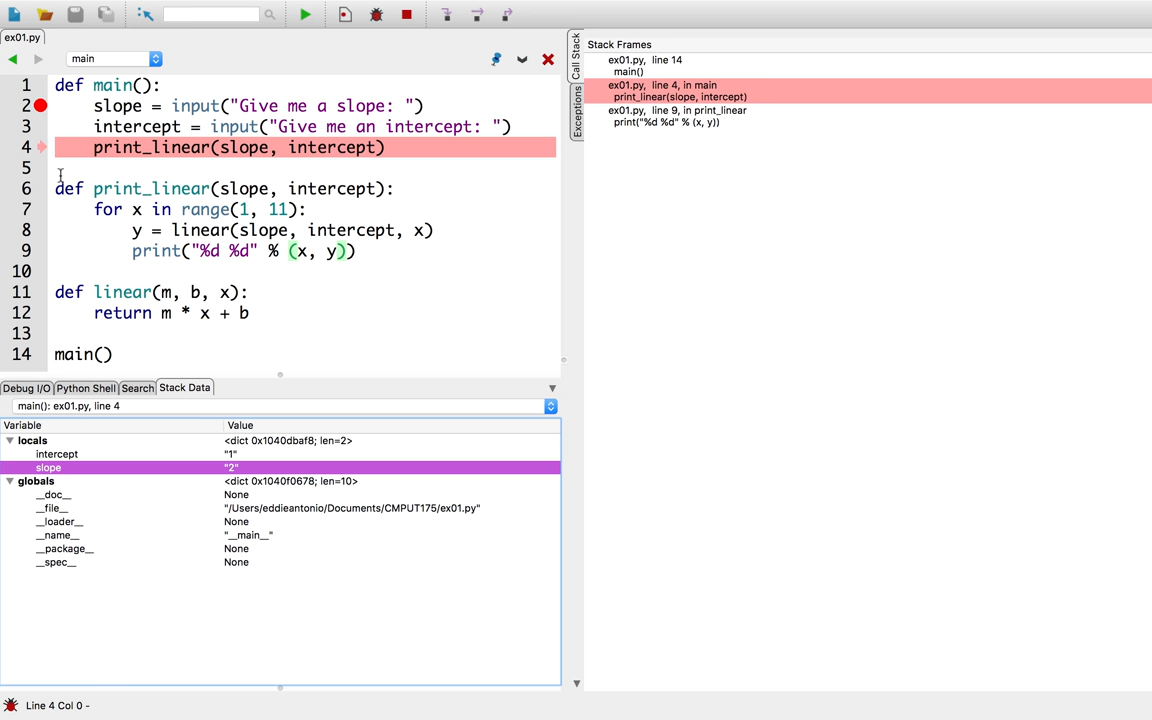 ex01.py
main
1 def main():
2     slope = input("Give me a slope: ")
3     intercept = input("Give me an intercept: ")
4     print_linear(slope, intercept)
5
6 def print_linear(slope, intercept):
7     for x in range(1, 11):
8         y = linear(slope, intercept, x)
9         print("%d %d" % (x, y))
10
11 def linear(m, b, x):
12     return m * x + b
13
14 main()
Call Stack
Exceptions
Stack Frames
ex01.py, line 14
main()
ex01.py, line 4, in main
print_linear(slope, intercept)
ex01.py, line 9, in print_linear
print("%d %d" % (x, y))
Debug I/O Python Shell Search Stack Data
main(): ex01.py, line 4
Variable Value
locals <dict 0x1040dbaf8; len=2>
intercept "1"
slope "2"
globals <dict 0x1040f0678; len=10>
__doc__ None
__file__ "/Users/eddieantonio/Documents/CMPUT175/ex01.py"
__loader__ None
__name__ "__main__"
__package__ None
__spec__ None
Line 4 Col 0 -